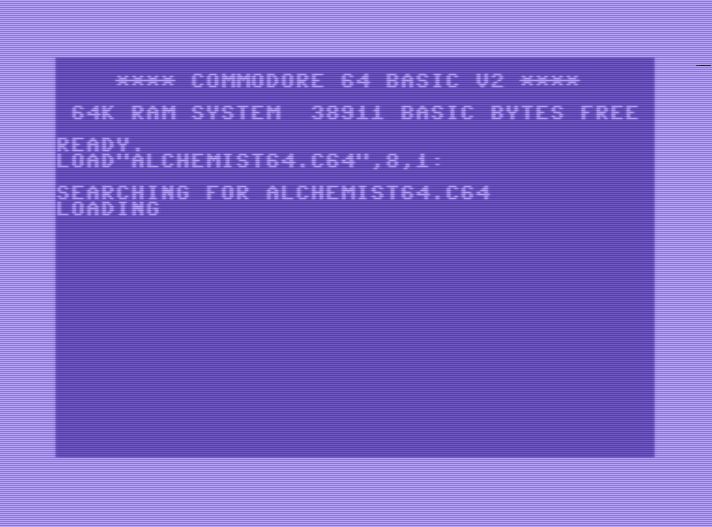 **** COMMODORE 64 BASIC V2 ****
64K RAM SYSTEM  38911 BASIC BYTES FREE
READY.
LOAD"ALCHEMIST64.C64",8,1:
SEARCHING FOR ALCHEMIST64.C64
LOADING